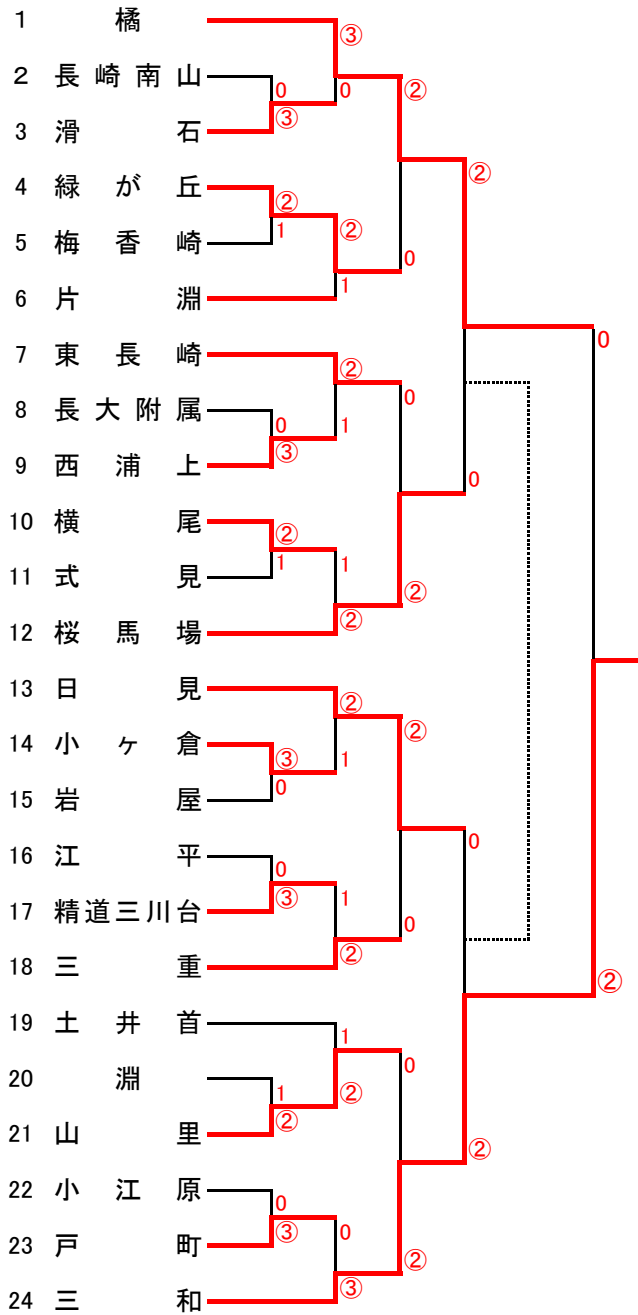 1 橘
③
2 長崎南山
0
0
②
3 滑石
③
4 緑が丘
②
②
②
5 梅香崎
1
0
6 片淵
1
7 東長崎
②
0
0
8 長大附属
0
1
9 西浦上
③
0
10 横尾
②
1
11 式見
1
②
12 桜馬場
②
13 日見
②
②
14 小ヶ倉
③
1
15 岩屋
0
0
16 江平
0
1
17 精道三川台
③
0
18 三重
②
②
19 土井首
1
0
20 淵
1
②
21 山里
②
②
22 小江原
0
0
23 戸町
③
②
24 三和
③